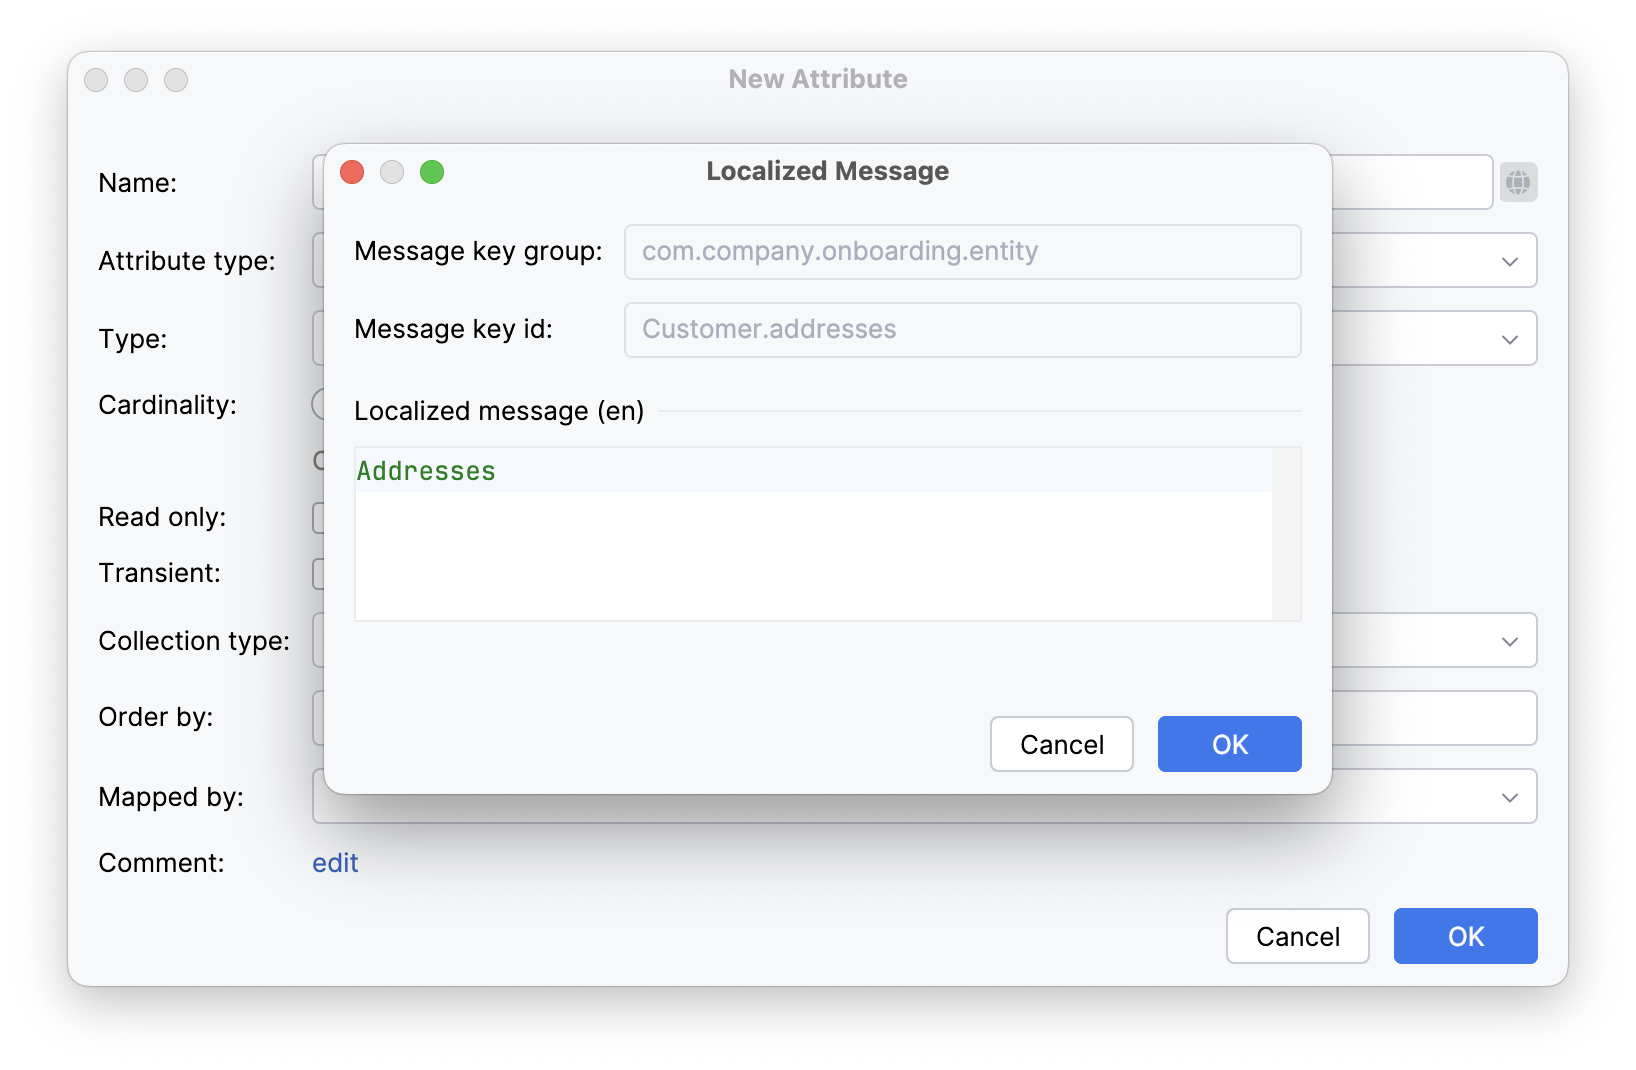 New Attribute
Localized Message
Name:
Message key group: com.company.onboarding.entity
Attribute type:
Message key id: Customer.addresses
Type:
Cardinality:
Localized message (en)
Addresses
Read only:
Transient:
Collection type:
Order by:
Cancel OK
Mapped by:
Comment: edit
Cancel OK